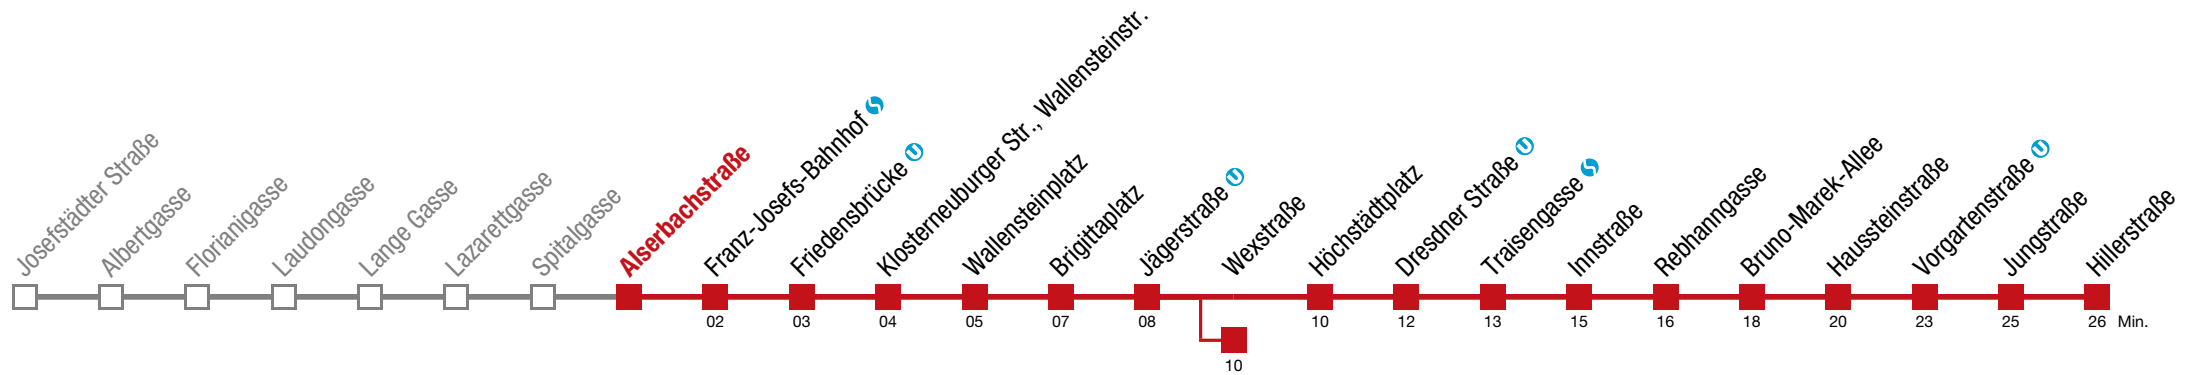 Josefstädter Straße
Albertgasse
Florianigasse
Laudongasse
Lange Gasse
Lazarettgasse
Spitalgasse
Alserbachstraße
Franz-Josefs-Bahnhof S
Friedensbrücke U
Klosterneuburger Str., Wallensteinstr.
Wallensteinplatz
Brigittaplatz
Jägerstraße U
Wexstraße
Höchstädtplatz
Dresdner Straße U
Traisengasse S
Innstraße
Rebhanngasse
Bruno-Marek-Allee
Haussteinstraße
Vorgartenstraße U
Jungstraße
Hillerstraße
02 03 04 05 07 08 10 12 13 15 16 18 20 23 25 26 Min.
10